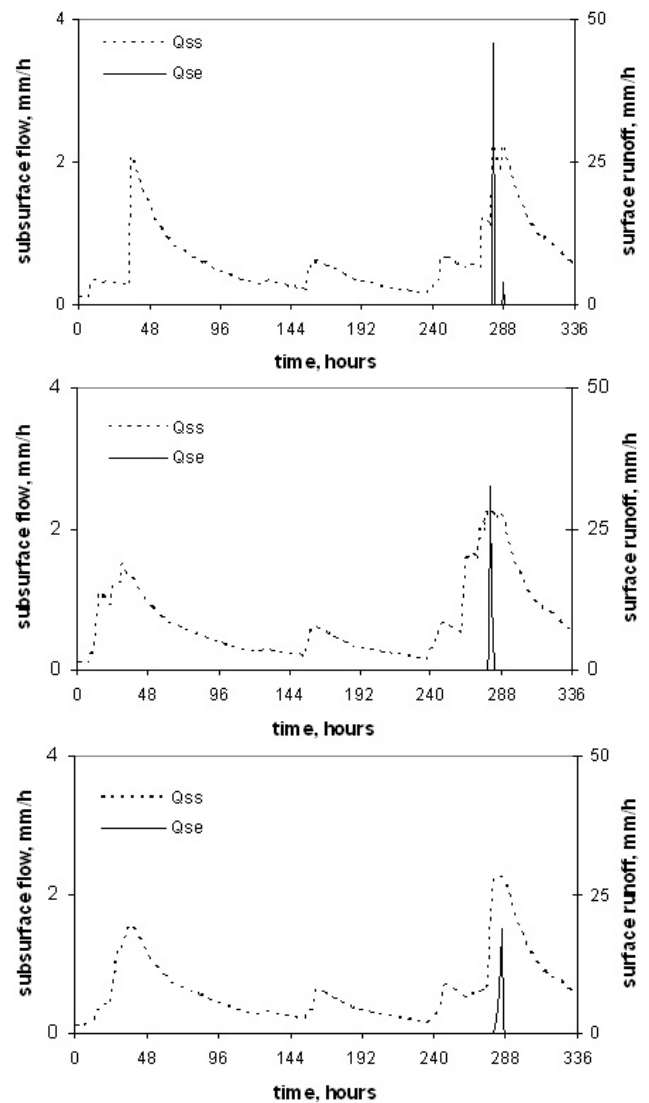 4
50
Qss
Qse
2
25
0
0
0 48 96 144 192 240 288 336
time, hours
subsurface flow, mm/h
surface runoff, mm/h
4
50
Qss
Qse
2
25
0
0
0 48 96 144 192 240 288 336
time, hours
subsurface flow, mm/h
surface runoff, mm/h
4
50
Qss
Qse
2
25
0
0
0 48 96 144 192 240 288 336
time, hours
subsurface flow, mm/h
surface runoff, mm/h